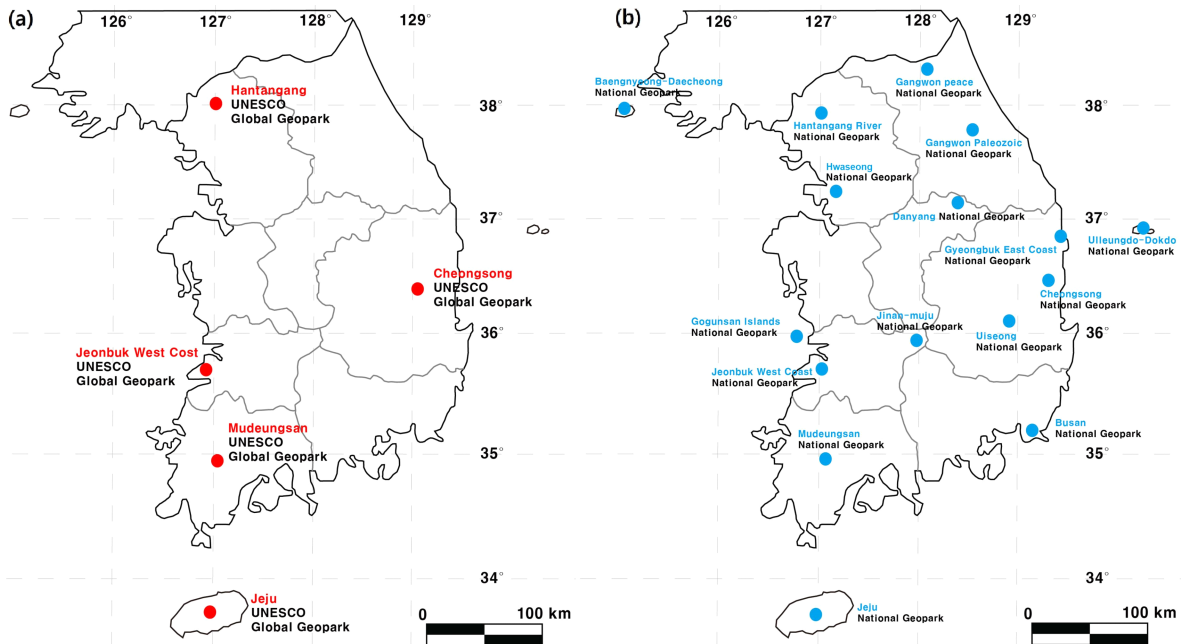 (a)
126°
127°
128°
129°
Hantangang
UNESCO
Global Geopark
38°
37°
Cheongsong
UNESCO
Global Geopark
36°
Jeonbuk West Cost
UNESCO
Global Geopark
Mudeungsan
UNESCO
Global Geopark
35°
34°
Jeju
UNESCO
Global Geopark
0
100 km
(b)
126°
127°
128°
129°
Baengnyeong-Daecheong
National Geopark
Gangwon peace
National Geopark
38°
Hantangang River
National Geopark
Gangwon Paleozoic
National Geopark
Hwaseong
National Geopark
Danyang National Geopark
37°
Gyeongbuk East Coast
National Geopark
Ulleungdo-Dokdo
National Geopark
Cheongsong
National Geopark
Gogunsan Islands
National Geopark
Jinan-muju
National Geopark
36°
Uiseong
National Geopark
Jeonbuk West Coast
National Geopark
Busan
National Geopark
Mudeungsan
National Geopark
35°
34°
Jeju
National Geopark
0
100 km